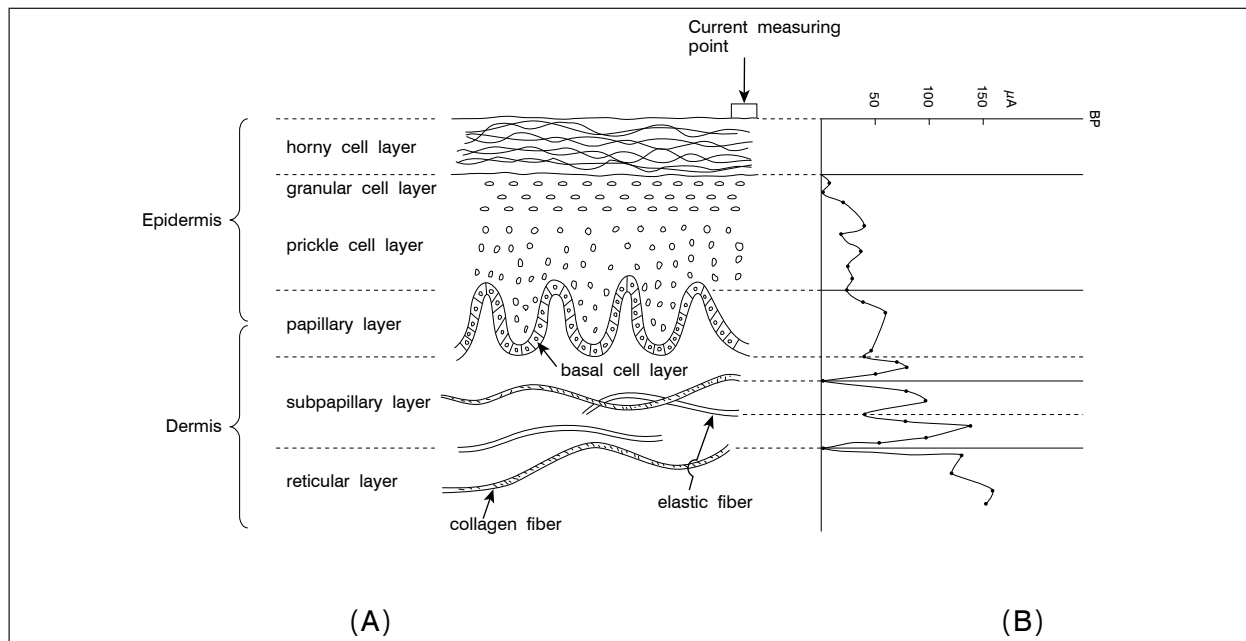 Current measuring
point
50
100
150
μA
BP
horny cell layer
granular cell layer
Epidermis
prickle cell layer
papillary layer
basal cell layer
subpapillary layer
Dermis
reticular layer
elastic fiber
collagen fiber
(A)
(B)